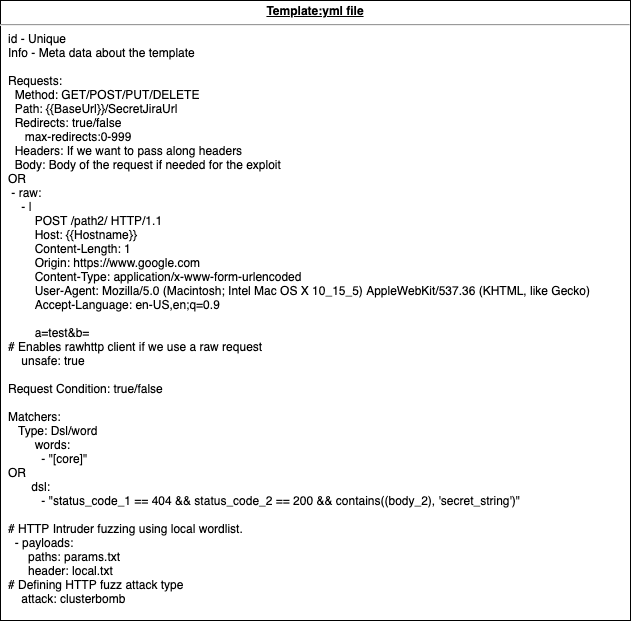 Template:yml file
id - Unique
Info - Meta data about the template
Requests:
Method: GET/POST/PUT/DELETE
Path: {{BaseUrl}}/SecretJiraUrl
Redirects: true/false
max-redirects:0-999
Headers: If we want to pass along headers
Body: Body of the request if needed for the exploit
OR
- raw:
- |
POST /path2/ HTTP/1.1
Host: {{Hostname}}
Content-Length: 1
Origin: https://www.google.com
Content-Type: application/x-www-form-urlencoded
User-Agent: Mozilla/5.0 (Macintosh; Intel Mac OS X 10_15_5) AppleWebKit/537.36 (KHTML, like Gecko)
Accept-Language: en-US,en;q=0.9
a=test&b=
# Enables rawhttp client if we use a raw request
unsafe: true
Request Condition: true/false
Matchers:
Type: Dsl/word
words:
- "[core]"
OR
dsl:
- "status_code_1 == 404 && status_code_2 == 200 && contains((body_2), 'secret_string')"
# HTTP Intruder fuzzing using local wordlist.
- payloads:
paths: params.txt
header: local.txt
# Defining HTTP fuzz attack type
attack: clusterbomb